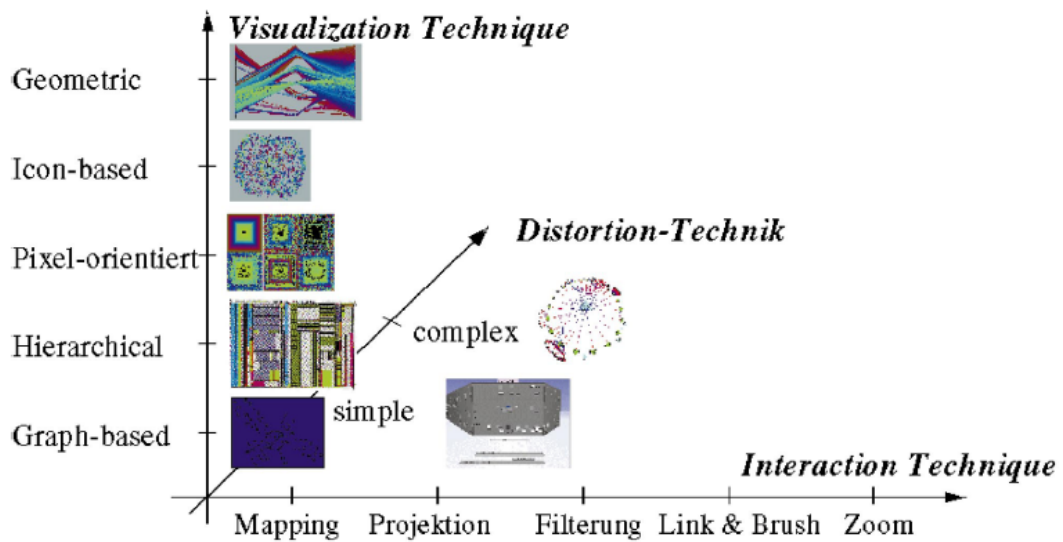 Visualization Technique
Geometric
Icon-based
Pixel-orientiert
Distortion-Technik
Hierarchical
complex
simple
Graph-based
Interaction Technique
Mapping
Projektion
Filterung
Link & Brush
Zoom